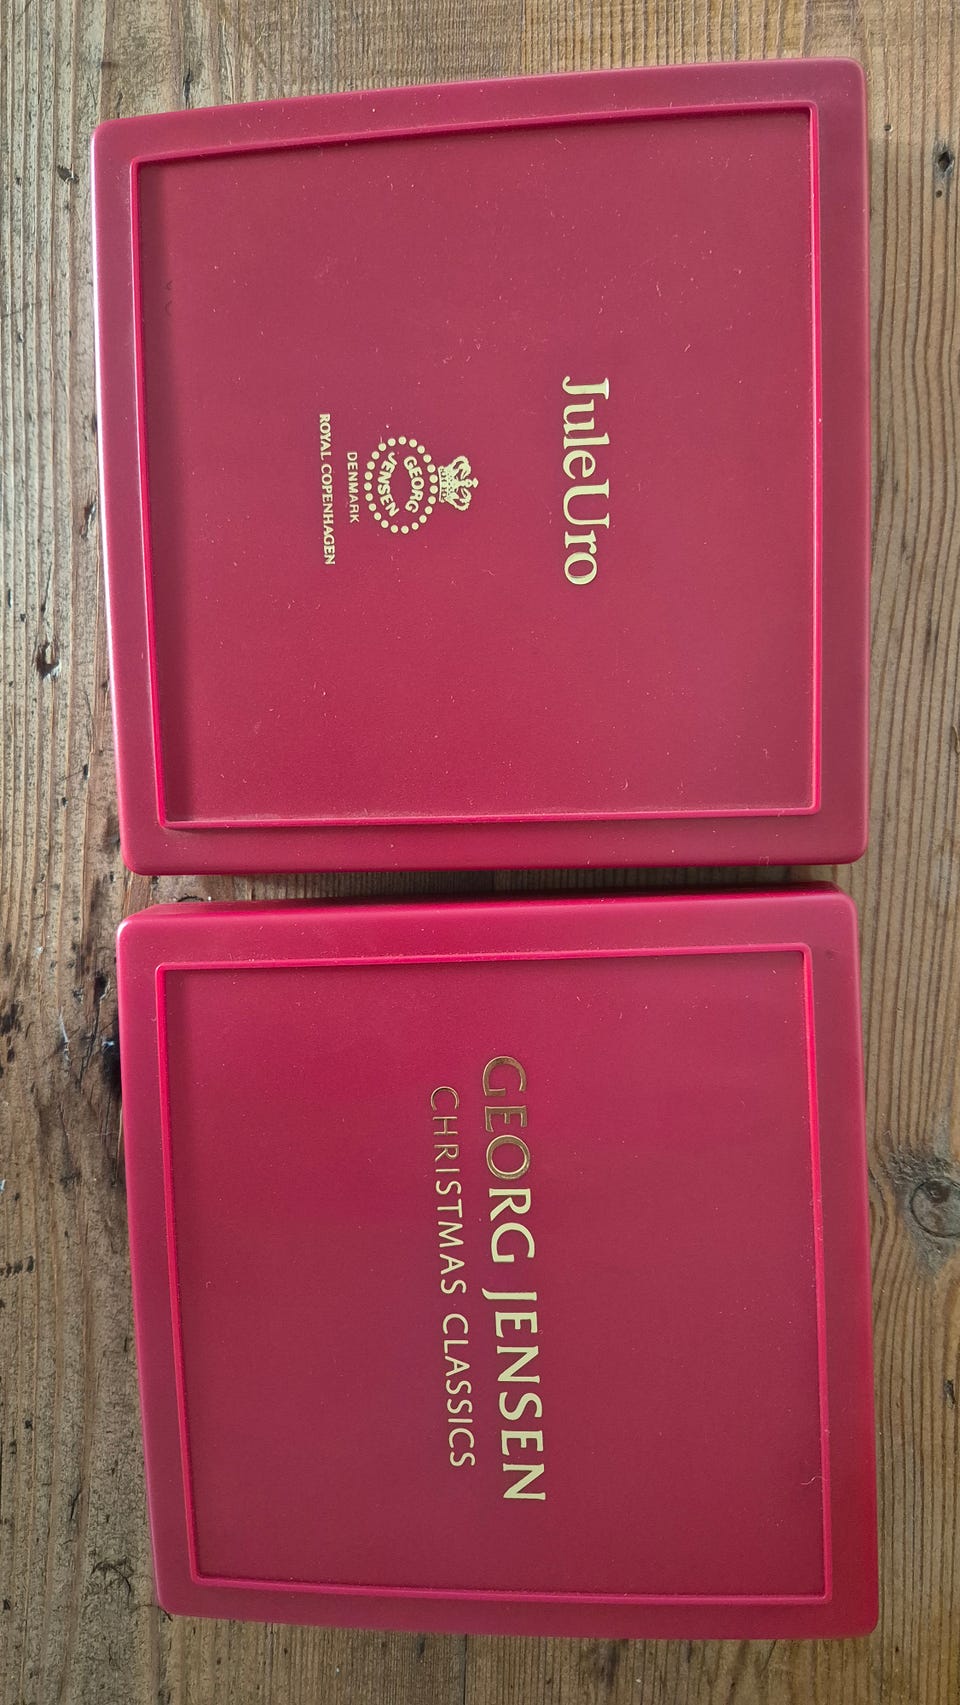 JuleUro
GEORG
JENSEN
DENMARK
ROYAL COPENHAGEN
GEORG JENSEN
CHRISTMAS CLASSICS